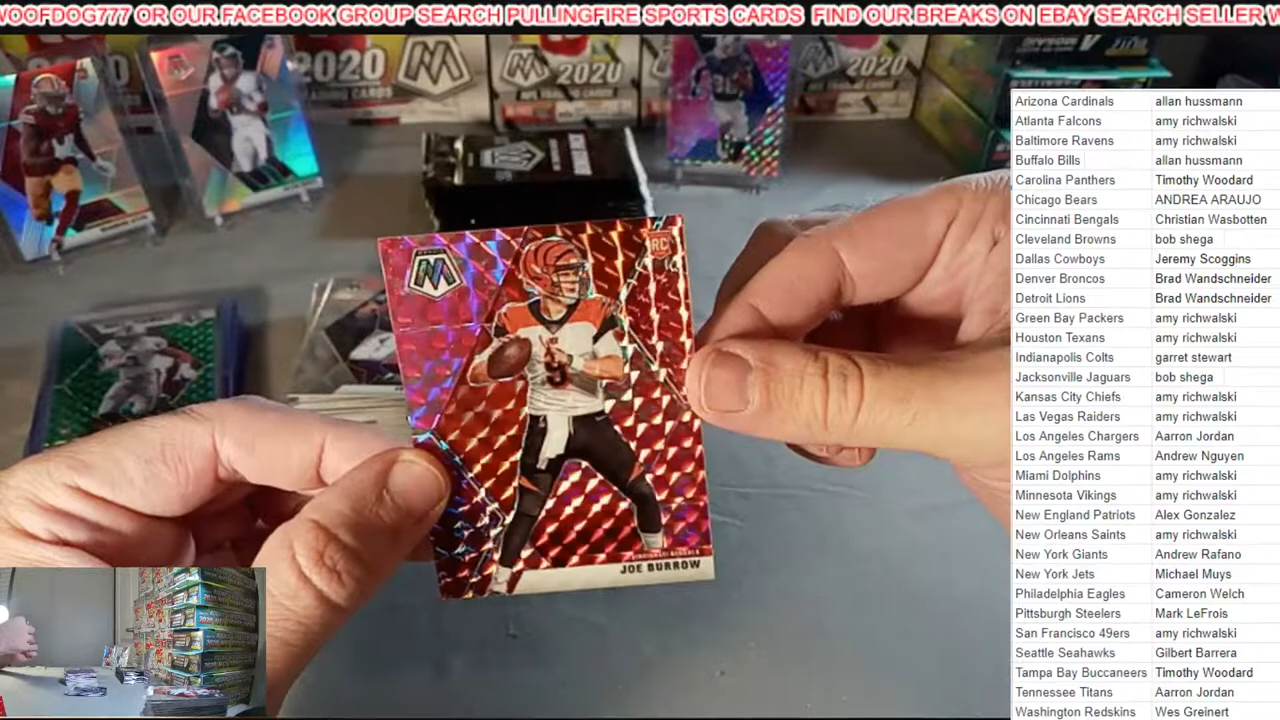 WOOFDOG777 OR OUR FACEBOOK GROUP SEARCH PULLINGFIRE SPORTS CARDS FIND OUR BREAKS ON EBAY SEARCH SELLER W
2020
2020
2020
RC
9
CINCINNATI BENGALS
JOE BURROW
Arizona Cardinals allan hussmann
Atlanta Falcons amy richwalski
Baltimore Ravens amy richwalski
Buffalo Bills allan hussmann
Carolina Panthers Timothy Woodard
Chicago Bears ANDREA ARAUJO
Cincinnati Bengals Christian Wasbotten
Cleveland Browns bob shega
Dallas Cowboys Jeremy Scoggins
Denver Broncos Brad Wandschneider
Detroit Lions Brad Wandschneider
Green Bay Packers amy richwalski
Houston Texans amy richwalski
Indianapolis Colts garret stewart
Jacksonville Jaguars bob shega
Kansas City Chiefs amy richwalski
Las Vegas Raiders amy richwalski
Los Angeles Chargers Aarron Jordan
Los Angeles Rams Andrew Nguyen
Miami Dolphins amy richwalski
Minnesota Vikings amy richwalski
New England Patriots Alex Gonzalez
New Orleans Saints amy richwalski
New York Giants Andrew Rafano
New York Jets Michael Muys
Philadelphia Eagles Cameron Welch
Pittsburgh Steelers Mark LeFrois
San Francisco 49ers amy richwalski
Seattle Seahawks Gilbert Barrera
Tampa Bay Buccaneers Timothy Woodard
Tennessee Titans Aarron Jordan
Washington Redskins Wes Greinert